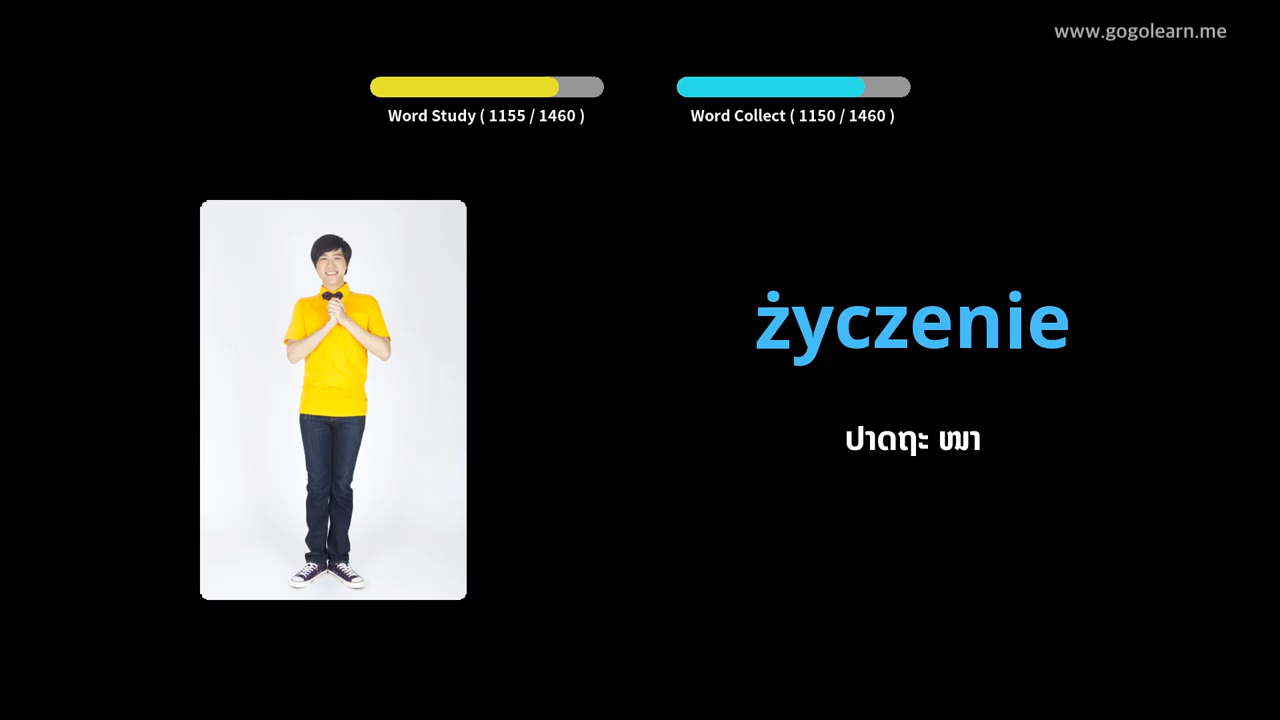 www.gogolearn.me
Word Study ( 1155 / 1460 )
Word Collect ( 1150 / 1460 )
życzenie
ປາດຖະ ໜາ